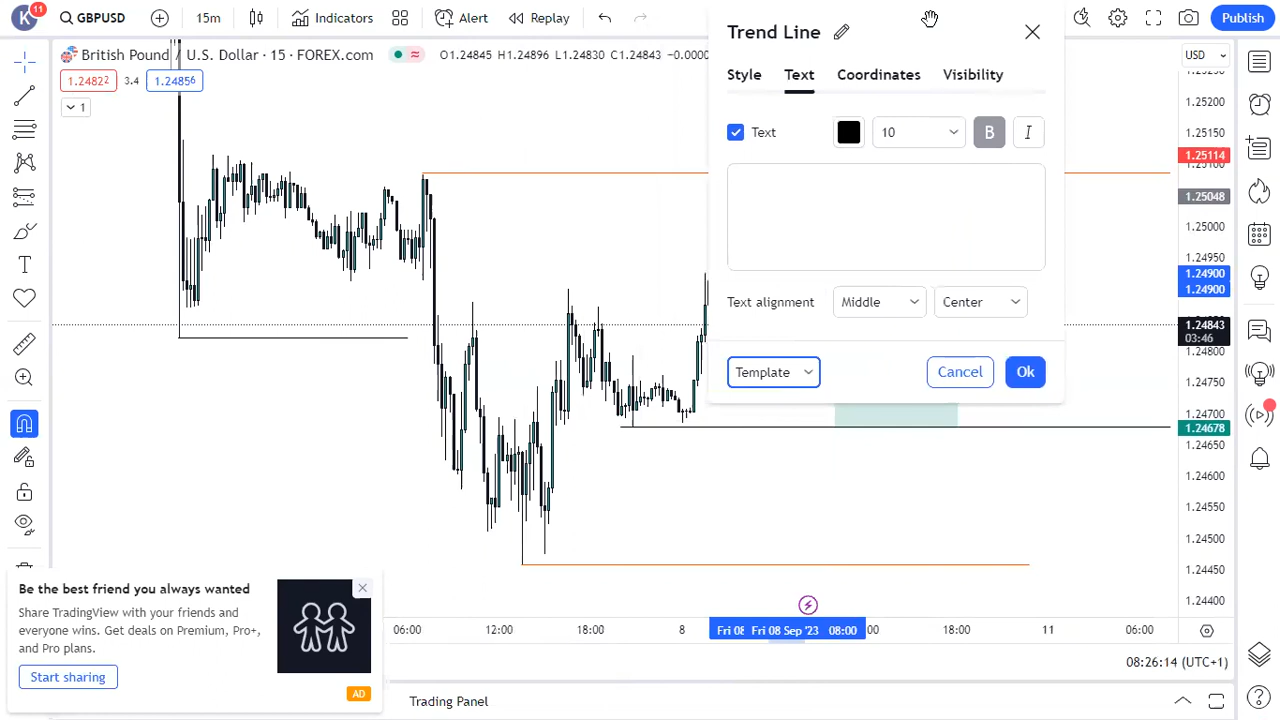 K
11
GBPUSD
15m
Indicators
Alert
Replay
Publish
British Pound / U.S. Dollar · 15 · FOREX.com
O1.24845 H1.24896 L1.24830 C1.24843 -0.0000
1.24822
3.4
1.24856
1
USD
Trend Line
Style
Text
Coordinates
Visibility
Text
10
B
I
Text alignment
Middle
Center
Template
Cancel
Ok
1.25200
1.25150
1.25114
1.25100
1.25048
1.25000
1.24950
1.24900
1.24900
1.24843
03:46
1.24800
1.24750
1.24700
1.24678
1.24650
1.24600
1.24550
1.24500
1.24450
1.24400
06:00
12:00
18:00
8
Fri 08
Fri 08 Sep '23
08:00
:00
18:00
11
06:00
08:26:14 (UTC+1)
Be the best friend you always wanted
Share TradingView with your friends and
everyone wins. Get deals on Premium, Pro+,
and Pro plans.
Start sharing
AD
Trading Panel